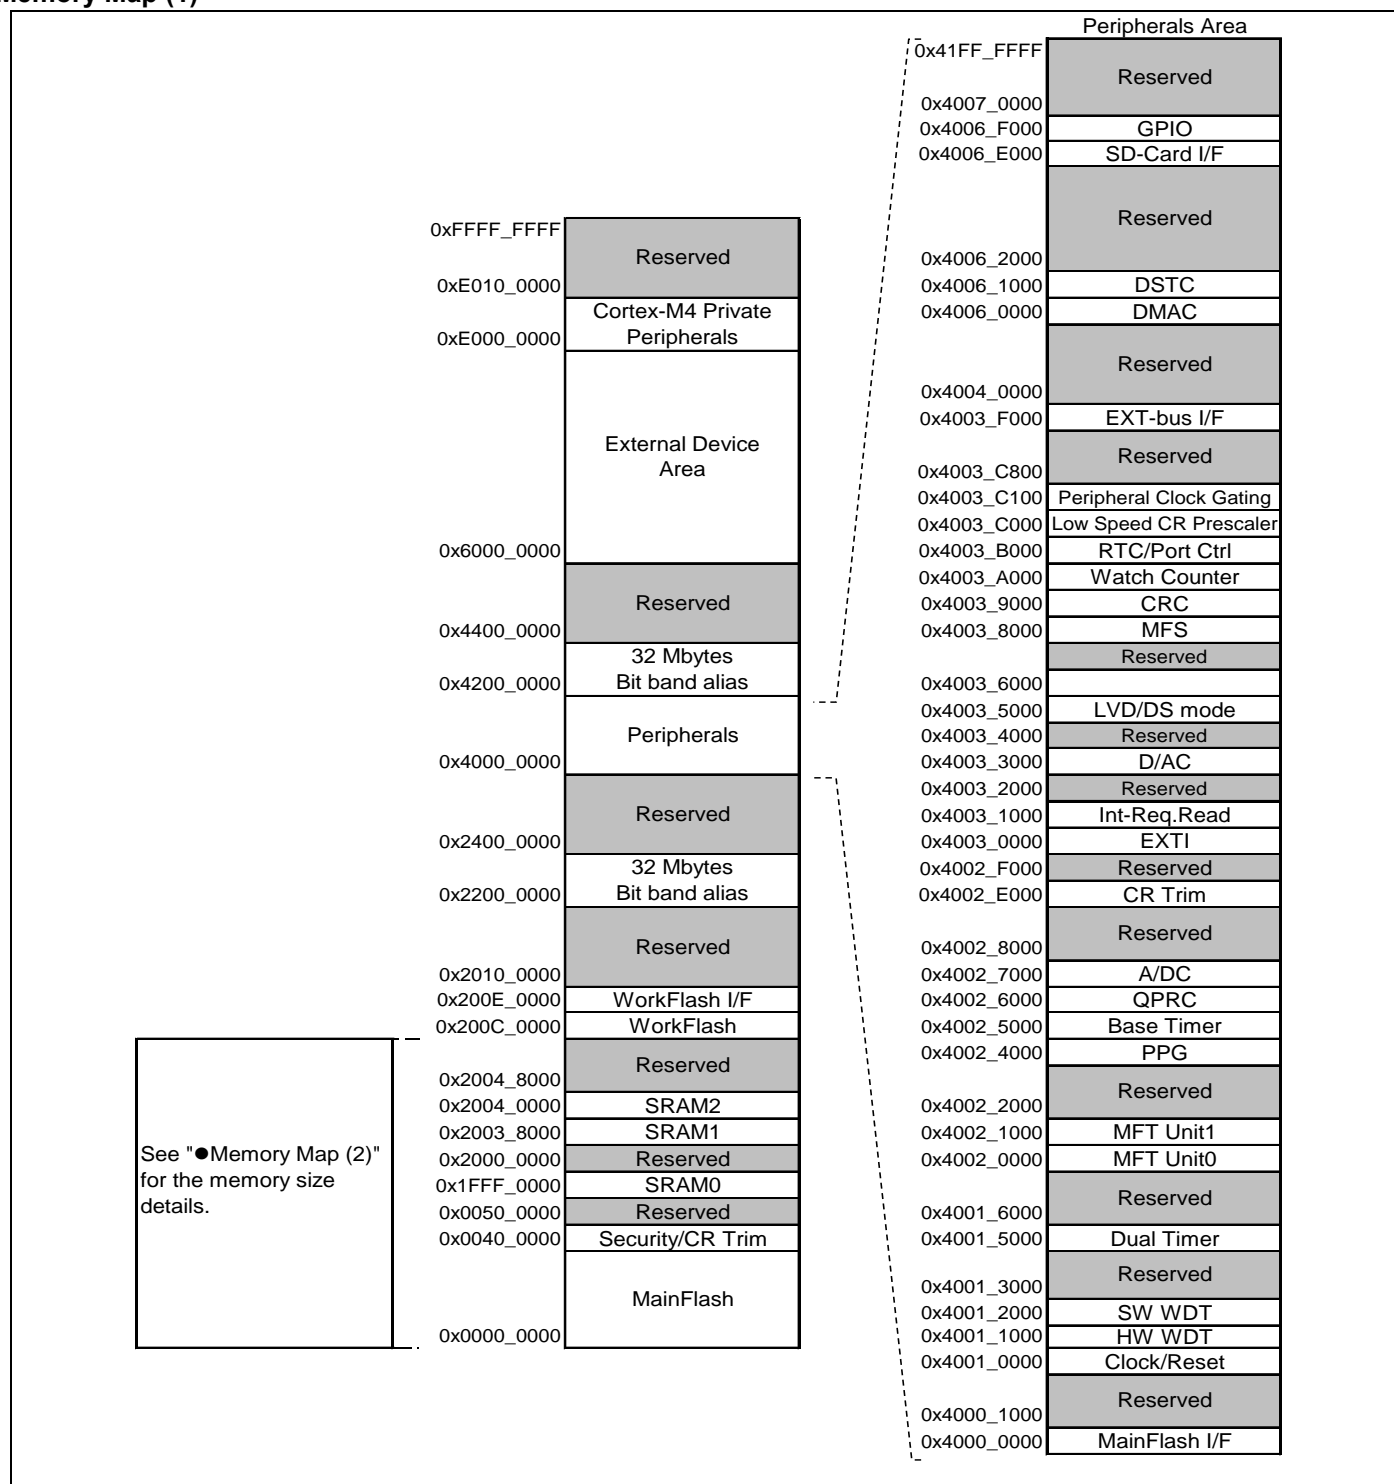 Memory Map (1)
Peripherals Area
0x41FF_FFFF
Reserved
0x4007_0000
0x4006_F000 GPIO
0x4006_E000 SD-Card I/F
Reserved
0x4006_2000
0x4006_1000 DSTC
0x4006_0000 DMAC
Reserved
0x4004_0000
0x4003_F000 EXT-bus I/F
Reserved
0x4003_C800
0x4003_C100 Peripheral Clock Gating
0x4003_C000 Low Speed CR Prescaler
0x4003_B000 RTC/Port Ctrl
0x4003_A000 Watch Counter
0x4003_9000 CRC
0x4003_8000 MFS
Reserved
0x4003_6000
0x4003_5000 LVD/DS mode
0x4003_4000 Reserved
0x4003_3000 D/AC
0x4003_2000 Reserved
0x4003_1000 Int-Req.Read
0x4003_0000 EXTI
0x4002_F000 Reserved
0x4002_E000 CR Trim
Reserved
0x4002_8000
0x4002_7000 A/DC
0x4002_6000 QPRC
0x4002_5000 Base Timer
0x4002_4000 PPG
Reserved
0x4002_2000
0x4002_1000 MFT Unit1
0x4002_0000 MFT Unit0
Reserved
0x4001_6000
0x4001_5000 Dual Timer
Reserved
0x4001_3000
0x4001_2000 SW WDT
0x4001_1000 HW WDT
0x4001_0000 Clock/Reset
Reserved
0x4000_1000
0x4000_0000 MainFlash I/F
0xFFFF_FFFF
Reserved
0xE010_0000
Cortex-M4 Private
0xE000_0000 Peripherals
External Device
Area
0x6000_0000
Reserved
0x4400_0000
32 Mbytes
0x4200_0000 Bit band alias
Peripherals
0x4000_0000
Reserved
0x2400_0000
32 Mbytes
0x2200_0000 Bit band alias
Reserved
0x2010_0000
0x200E_0000 WorkFlash I/F
0x200C_0000 WorkFlash
Reserved
0x2004_8000
0x2004_0000 SRAM2
0x2003_8000 SRAM1
0x2000_0000 Reserved
0x1FFF_0000 SRAM0
0x0050_0000 Reserved
0x0040_0000 Security/CR Trim
MainFlash
0x0000_0000
See "●Memory Map (2)"
for the memory size
details.